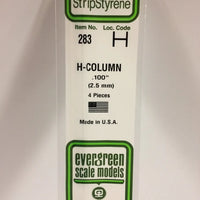 StripStyrene
Item No. Loc. Code
283 H
H-COLUMN
.100"
(2.5 mm)
4 Pieces
Made in U.S.A.
evergreen
scale models